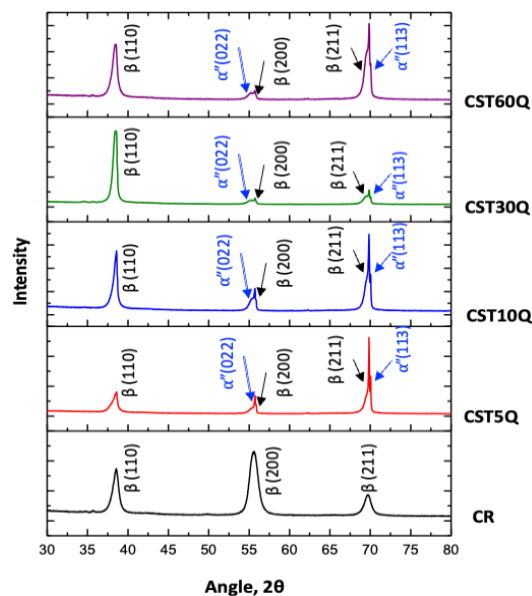 β (110)
α″(022)
β (200)
β (211)
α″(113)
CST60Q
β (110)
α″(022)
β (200)
β (211)
α″(113)
CST30Q
β (110)
α″(022)
β (200)
β (211)
α″(113)
CST10Q
β (110)
α″(022)
β (200)
β (211)
α″(113)
CST5Q
β (110)
β (200)
β (211)
CR
Intensity
30 35 40 45 50 55 60 65 70 75 80
Angle, 2θ